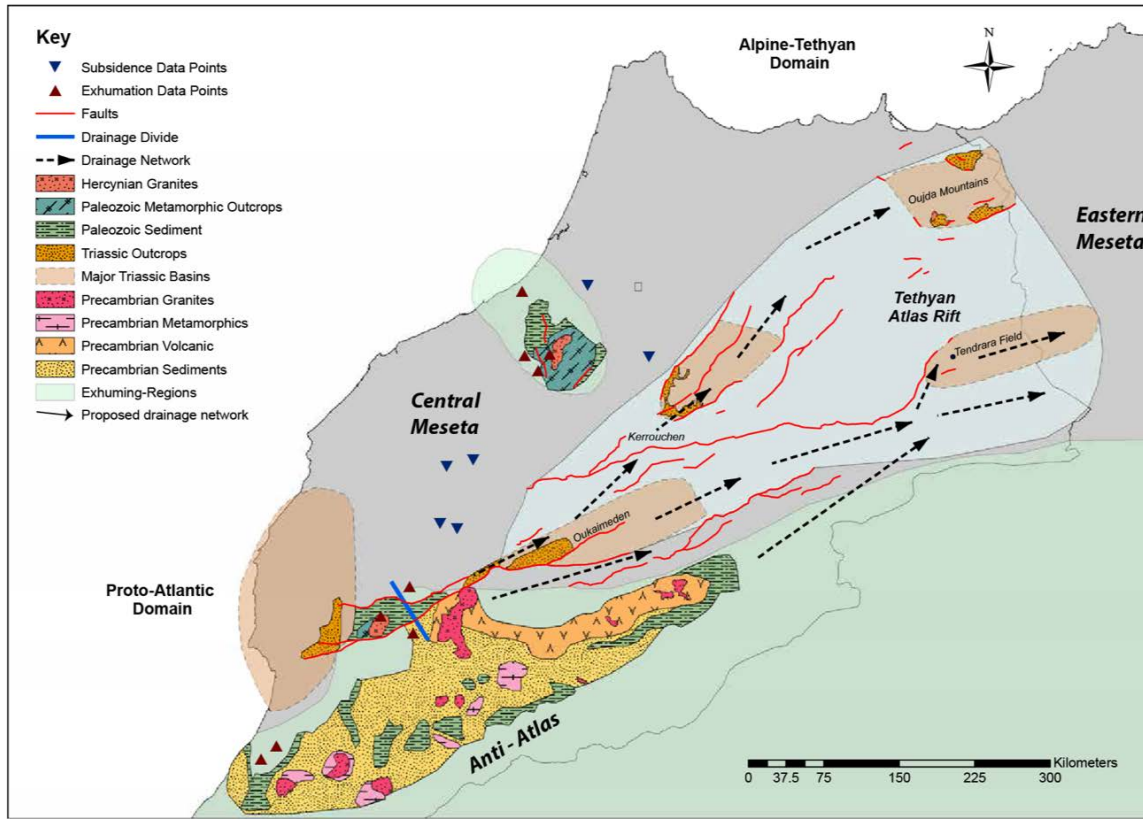 Key
Subsidence Data Points
Exhumation Data Points
Faults
Drainage Divide
Drainage Network
Hercynian Granites
Paleozoic Metamorphic Outcrops
Paleozoic Sediment
Triassic Outcrops
Major Triassic Basins
Precambrian Granites
Precambrian Metamorphics
Precambrian Volcanic
Precambrian Sediments
Exhuming-Regions
Proposed drainage network
Alpine-Tethyan
Domain
N
Oujda Mountains
Eastern
Meseta
Tethyan
Atlas Rift
Tendrara Field
Central
Meseta
Kerrouchen
Oukaimeden
Proto-Atlantic
Domain
Anti-Atlas
Kilometers
0 37.5 75 150 225 300